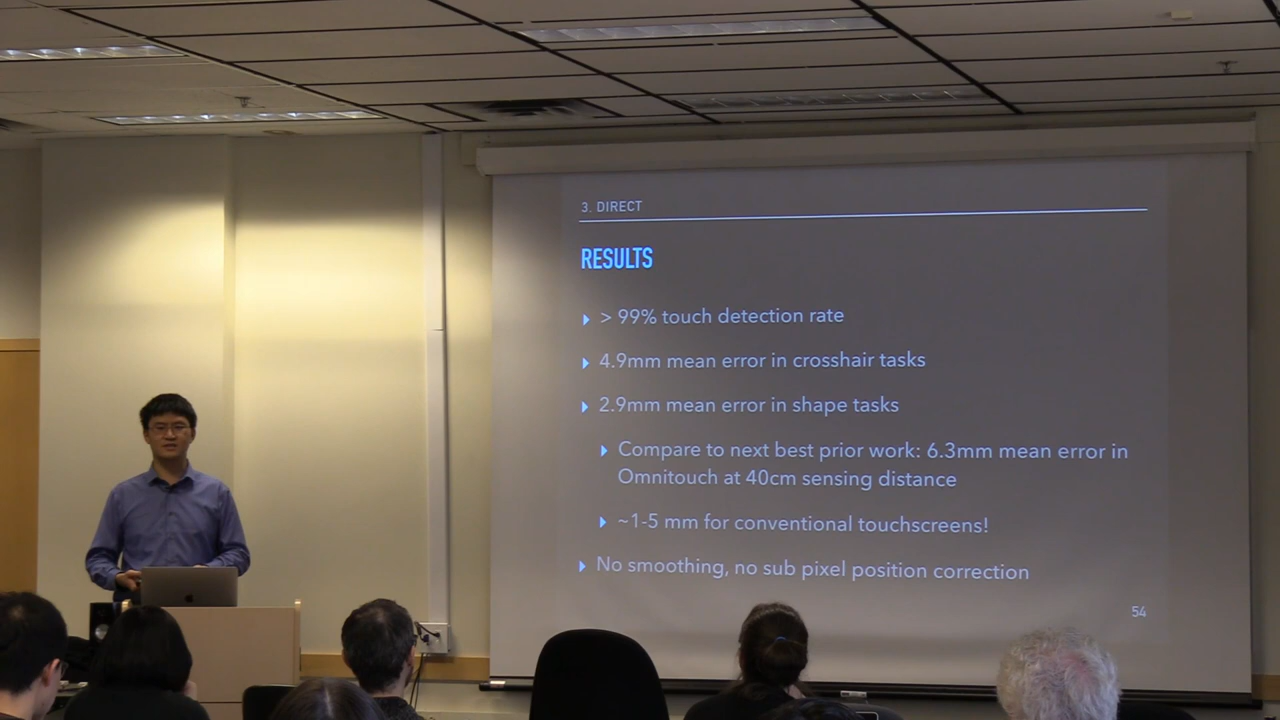 3. DIRECT
RESULTS
> 99% touch detection rate
4.9mm mean error in crosshair tasks
2.9mm mean error in shape tasks
Compare to next best prior work: 6.3mm mean error in
Omnitouch at 40cm sensing distance
~1-5 mm for conventional touchscreens!
No smoothing, no sub pixel position correction
54